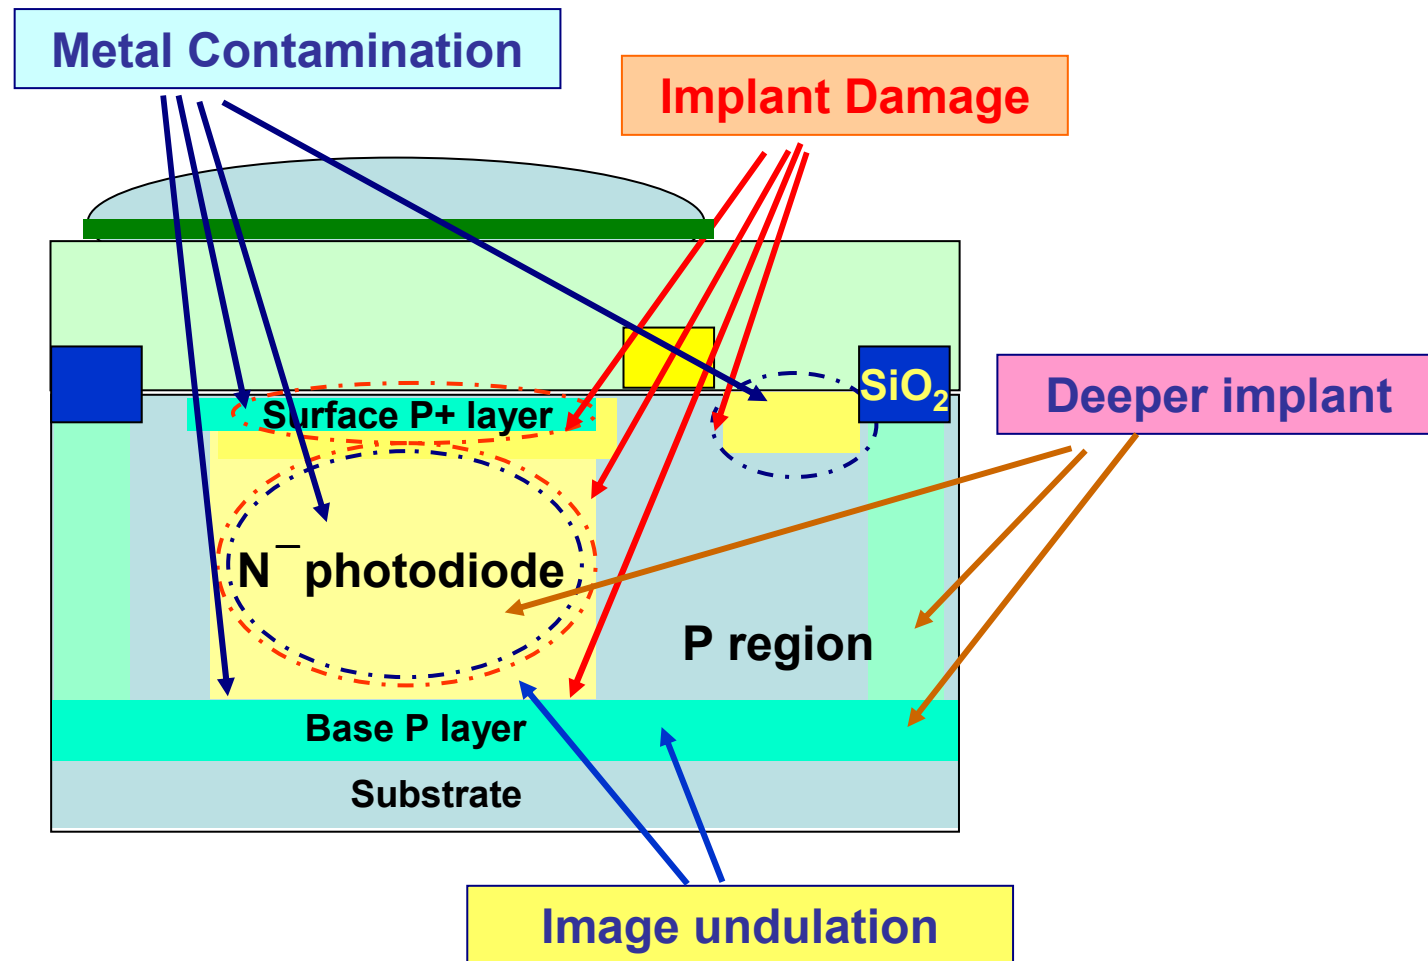 Metal Contamination
Implant Damage
SiO₂
Deeper implant
Surface P+ layer
N⁻ photodiode
P region
Base P layer
Substrate
Image undulation